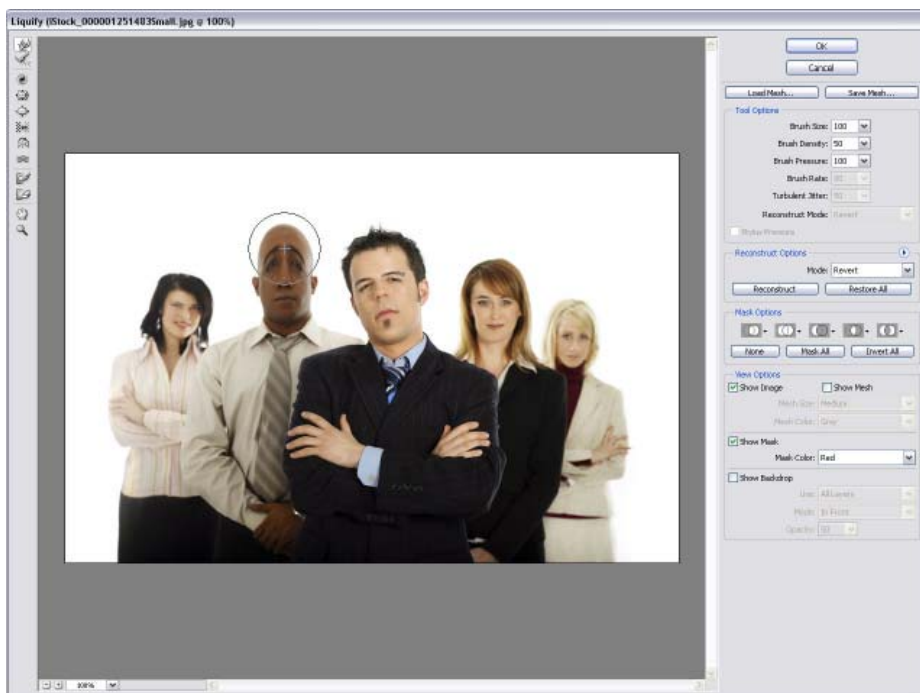 Liquify (iStock_000001251483Small.jpg @ 100%)
OK
Cancel
Load Mesh... Save Mesh...
Tool Options
Brush Size: 100
Brush Density: 50
Brush Pressure: 100
Brush Rate:
Turbulent Jitter:
Reconstruct Mode: Revert
Stylus Pressure
Reconstruct Options
Mode: Revert
Reconstruct Restore All
Mask Options
None Mask All Invert All
View Options
Show Image Show Mesh
Mesh Size: Medium
Mesh Color: Gray
Show Mask
Mask Color: Red
Show Backdrop
Use: All Layers
Mode: In Front
Opacity: 50
100%